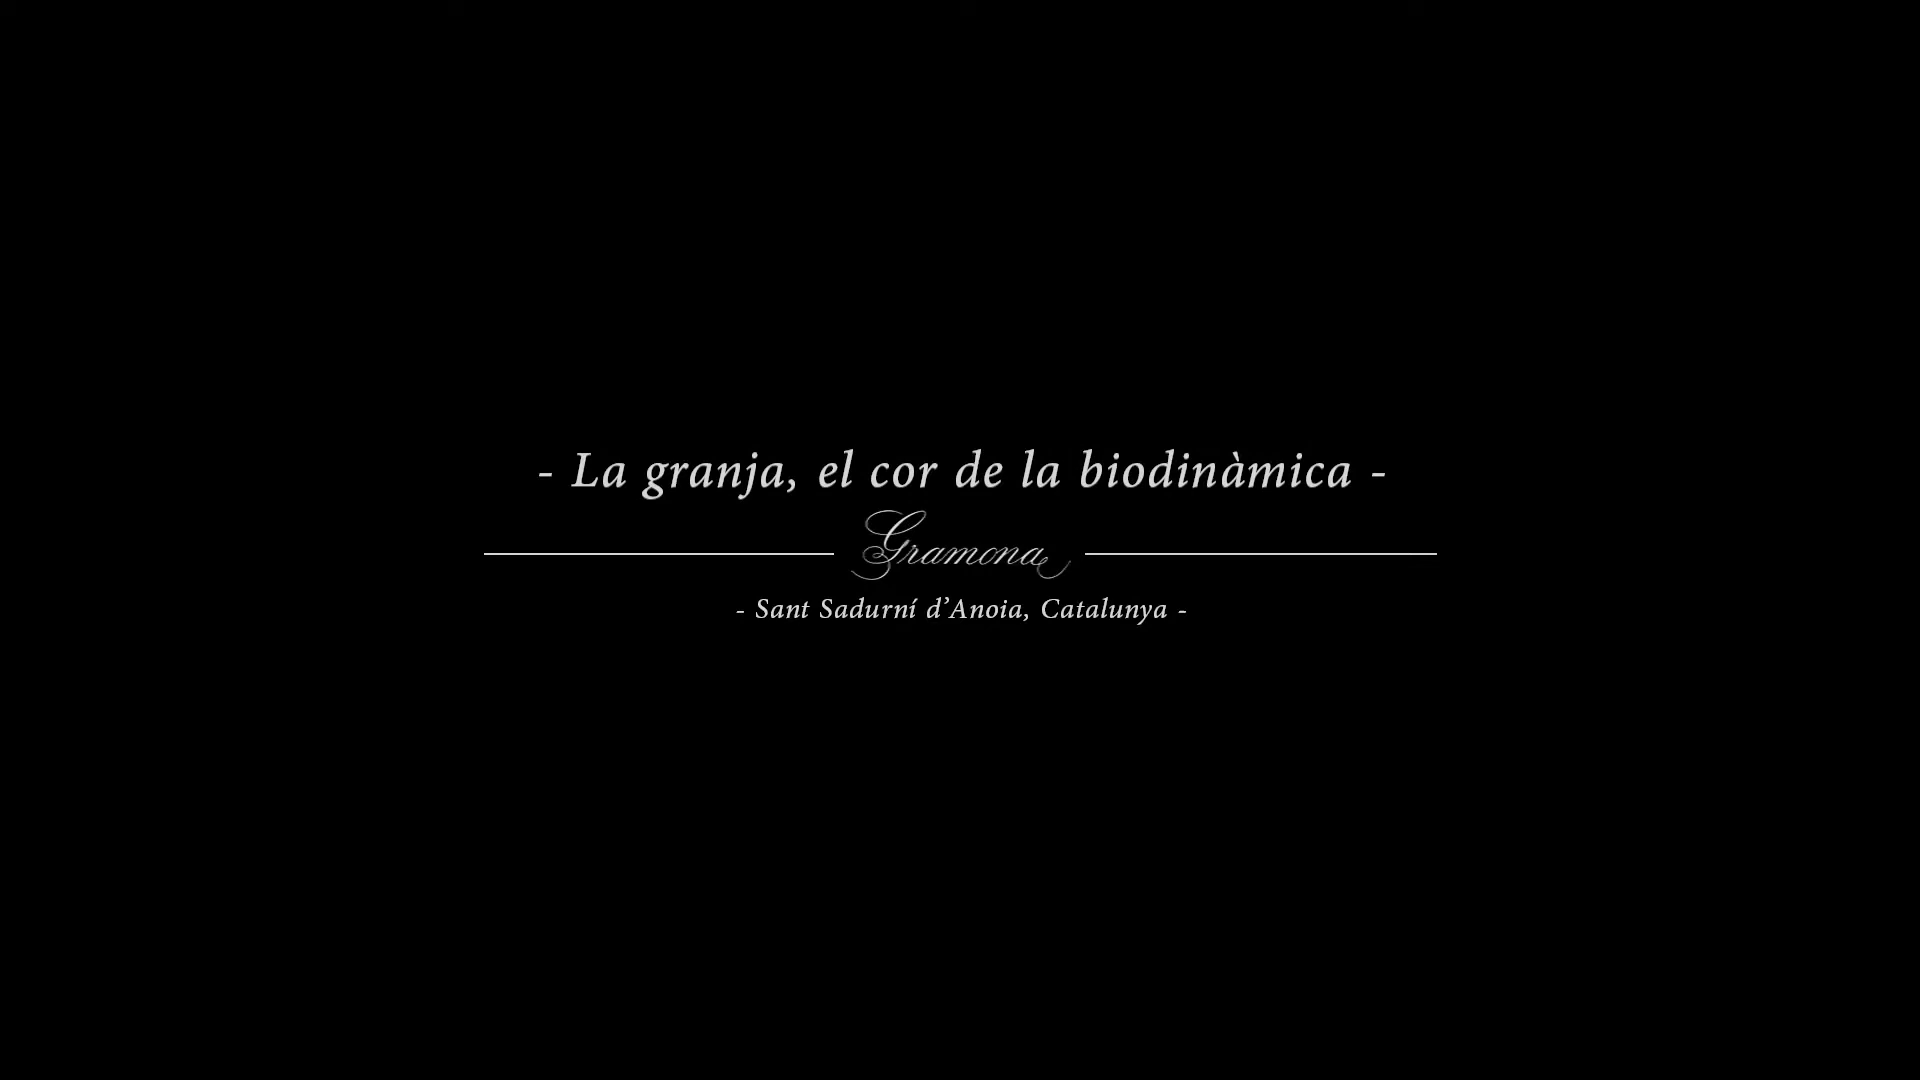 - La granja, el cor de la biodinàmica -
Gramona
- Sant Sadurní d’Anoia, Catalunya -